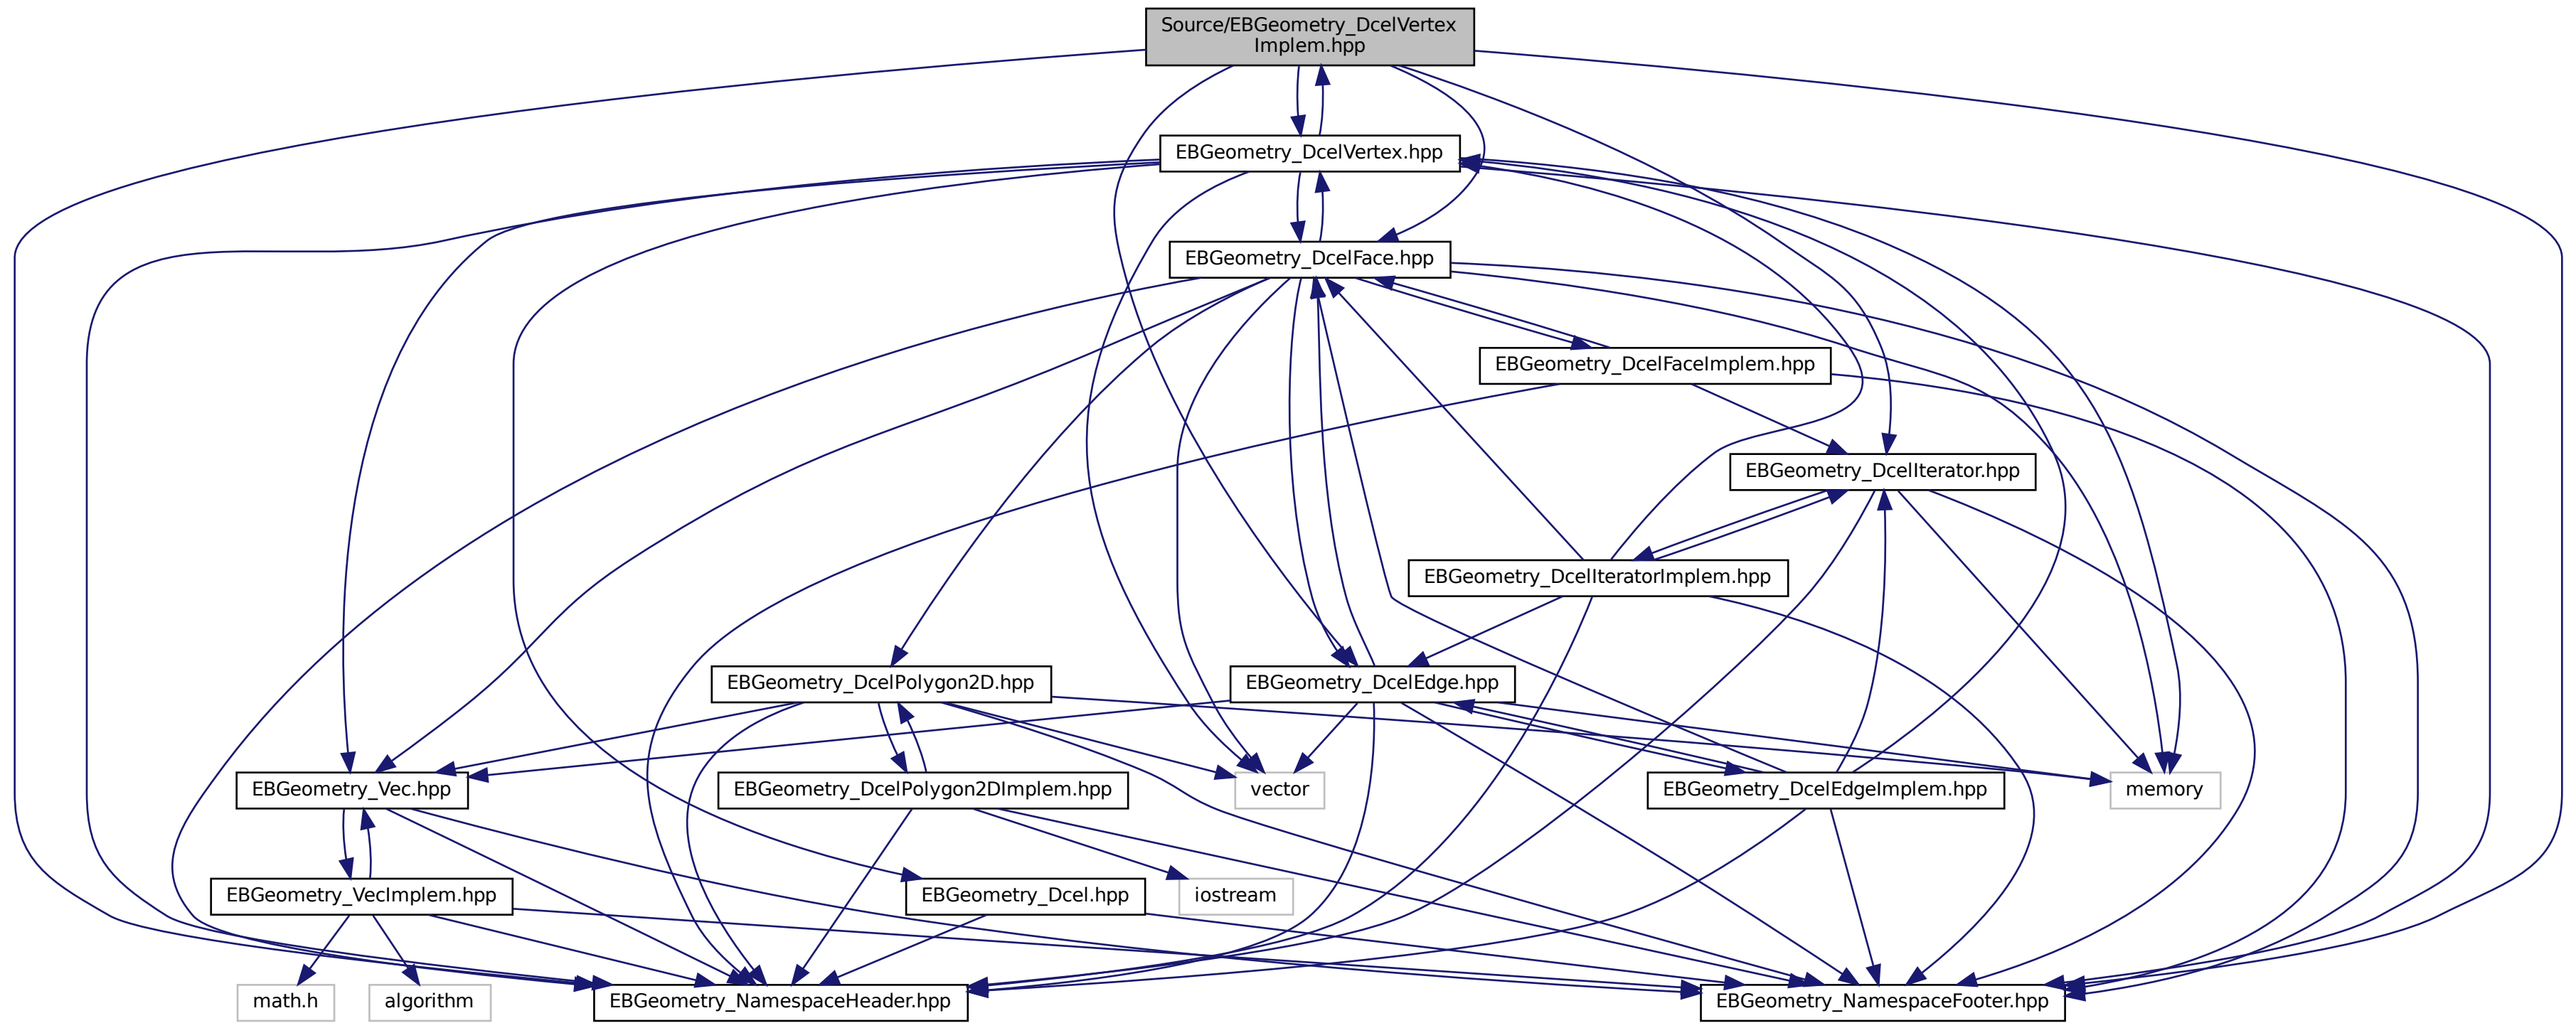 Source/EBGeometry_DcelVertex
Implem.hpp
EBGeometry_DcelVertex.hpp
EBGeometry_DcelFace.hpp
EBGeometry_DcelFaceImplem.hpp
EBGeometry_DcelIterator.hpp
EBGeometry_DcelIteratorImplem.hpp
EBGeometry_DcelPolygon2D.hpp
EBGeometry_DcelEdge.hpp
EBGeometry_Vec.hpp
EBGeometry_DcelPolygon2DImplem.hpp
vector
EBGeometry_DcelEdgeImplem.hpp
memory
EBGeometry_VecImplem.hpp
EBGeometry_Dcel.hpp
iostream
math.h
algorithm
EBGeometry_NamespaceHeader.hpp
EBGeometry_NamespaceFooter.hpp